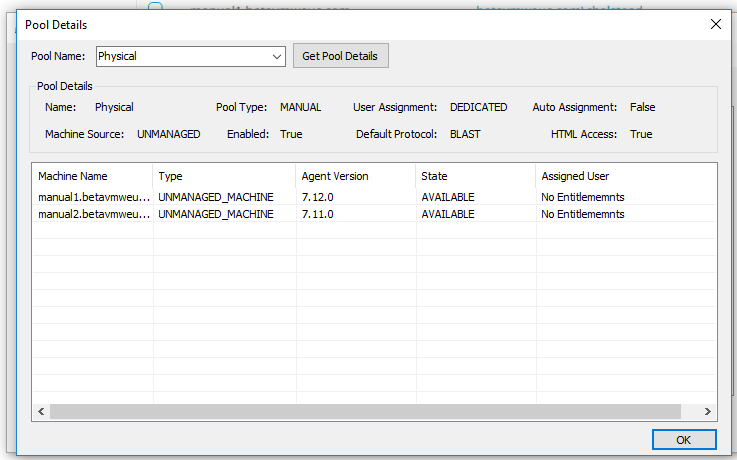 Pool Details
Pool Name: Physical Get Pool Details
Pool Details
Name: Physical Pool Type: MANUAL User Assignment: DEDICATED Auto Assignment: False
Machine Source: UNMANAGED Enabled: True Default Protocol: BLAST HTML Access: True
Machine Name Type Agent Version State Assigned User
manual1.betavmweu... UNMANAGED_MACHINE 7.12.0 AVAILABLE No Entitlememnts
manual2.betavmweu... UNMANAGED_MACHINE 7.11.0 AVAILABLE No Entitlememnts
OK